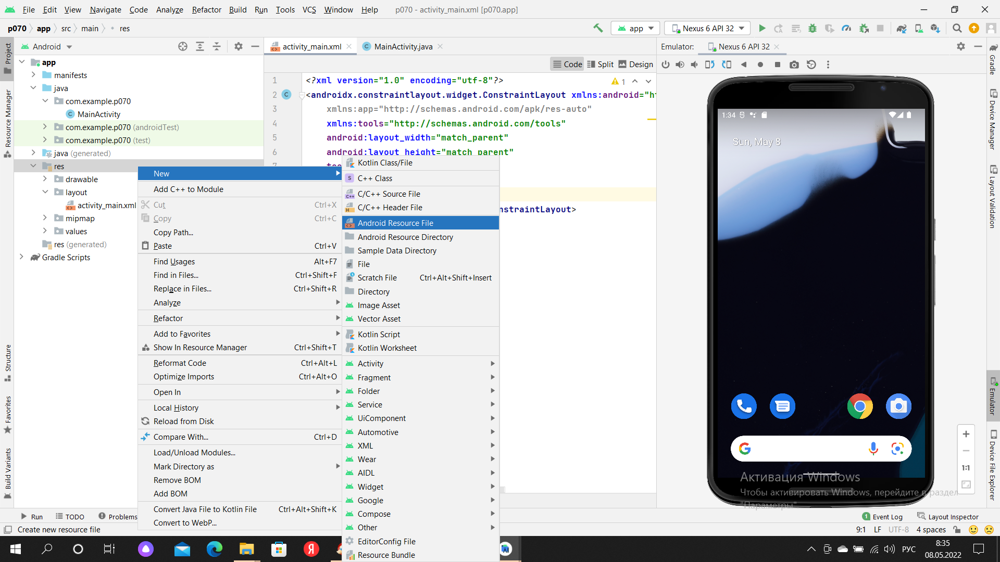 File Edit View Navigate Code Analyze Refactor Build Run Tools VCS Window Help p070 - activity_main.xml [p070.app]
p070 app src main res
app Nexus 6 API 32
Android
activity_main.xml MainActivity.java
Emulator: Nexus 6 API 32
Code Split Design
Project
Resource Manager
Structure
Favorites
Build Variants
app
manifests
java
com.example.p070
MainActivity
com.example.p070 (androidTest)
com.example.p070 (test)
java (generated)
res
drawable
layout
activity_main.xml
mipmap
values
res (generated)
Gradle Scripts
1 <?xml version="1.0" encoding="utf-8"?>
2 <androidx.constraintlayout.widget.ConstraintLayout xmlns:android="ht
3 xmlns:app="http://schemas.android.com/apk/res-auto"
4 xmlns:tools="http://schemas.android.com/tools"
5 android:layout_width="match_parent"
6 android:layout_height="match_parent"
7
1
nstraintLayout>
New
Add C++ to Module
Cut Ctrl+X
Copy Ctrl+C
Copy Path...
Paste Ctrl+V
Find Usages Alt+F7
Find in Files... Ctrl+Shift+F
Replace in Files... Ctrl+Shift+R
Analyze
Refactor
Add to Favorites
Show In Resource Manager Ctrl+Shift+T
Reformat Code Ctrl+Alt+L
Optimize Imports Ctrl+Alt+O
Open In
Local History
Reload from Disk
Compare With... Ctrl+D
Load/Unload Modules...
Mark Directory as
Remove BOM
Add BOM
Convert Java File to Kotlin File Ctrl+Alt+Shift+K
Convert to WebP...
Kotlin Class/File
C++ Class
C/C++ Source File
C/C++ Header File
Android Resource File
Android Resource Directory
Sample Data Directory
File
Scratch File Ctrl+Alt+Shift+Insert
Directory
Image Asset
Vector Asset
Kotlin Script
Kotlin Worksheet
Activity
Fragment
Folder
Service
UiComponent
Automotive
XML
Wear
AIDL
Widget
Google
Compose
Other
EditorConfig File
Resource Bundle
1:34
Sun, May 8
1:1
Активация Windows
Чтобы активировать Windows, перейдите в раздел
"Параметры".
Gradle
Device Manager
Layout Validation
Emulator
Device File Explorer
Run TODO Problems
1 Event Log Layout Inspector
Create new resource file
9:1 LF UTF-8 4 spaces
РУС
8:35
08.05.2022